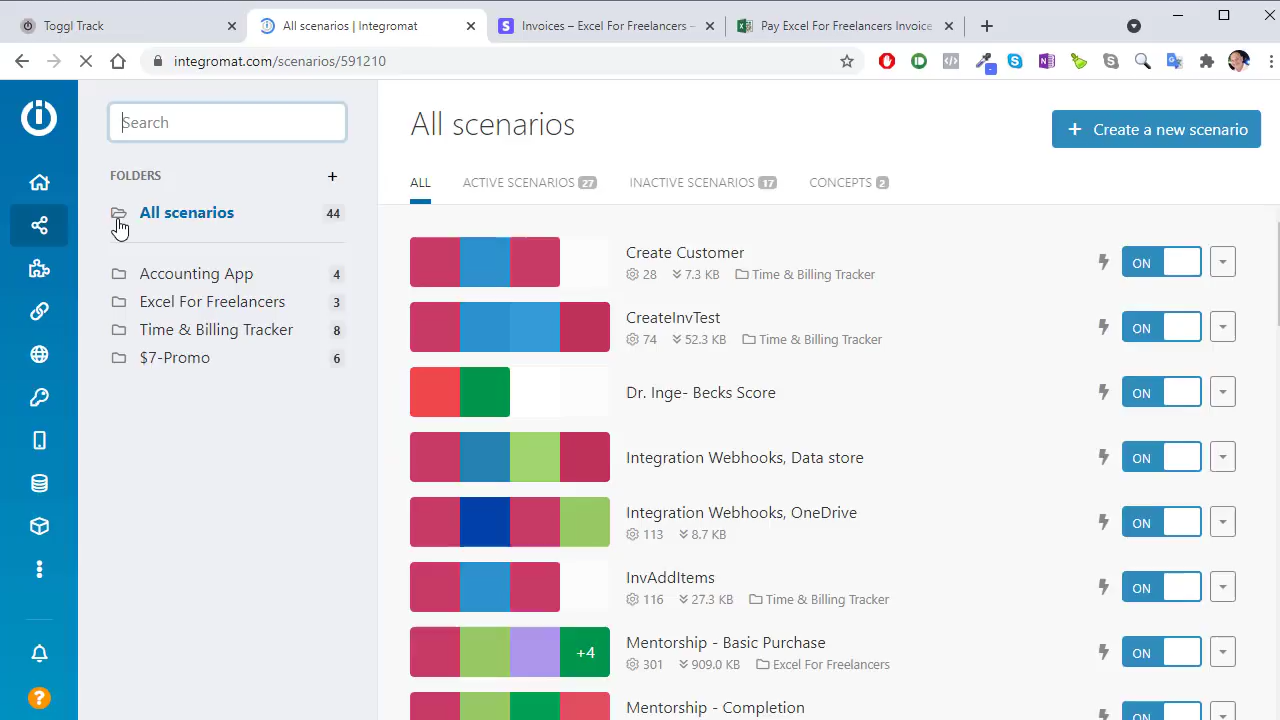 Toggl Track
All scenarios | Integromat
Invoices – Excel For Freelancers –
Pay Excel For Freelancers Invoice
integromat.com/scenarios/591210
Search
FOLDERS
All scenarios 44
Accounting App 4
Excel For Freelancers 3
Time & Billing Tracker 8
$7-Promo 6
All scenarios
+ Create a new scenario
ALL ACTIVE SCENARIOS 27 INACTIVE SCENARIOS 17 CONCEPTS 2
Create Customer
28 7.3 KB Time & Billing Tracker
ON
CreateInvTest
74 52.3 KB Time & Billing Tracker
ON
Dr. Inge- Becks Score
ON
Integration Webhooks, Data store
ON
Integration Webhooks, OneDrive
113 8.7 KB
ON
InvAddItems
116 27.3 KB Time & Billing Tracker
ON
+4
Mentorship - Basic Purchase
301 909.0 KB Excel For Freelancers
ON
Mentorship - Completion
ON